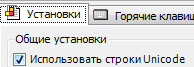 Установки Горячие клавиш
Общие установки
Использовать строки Unicode